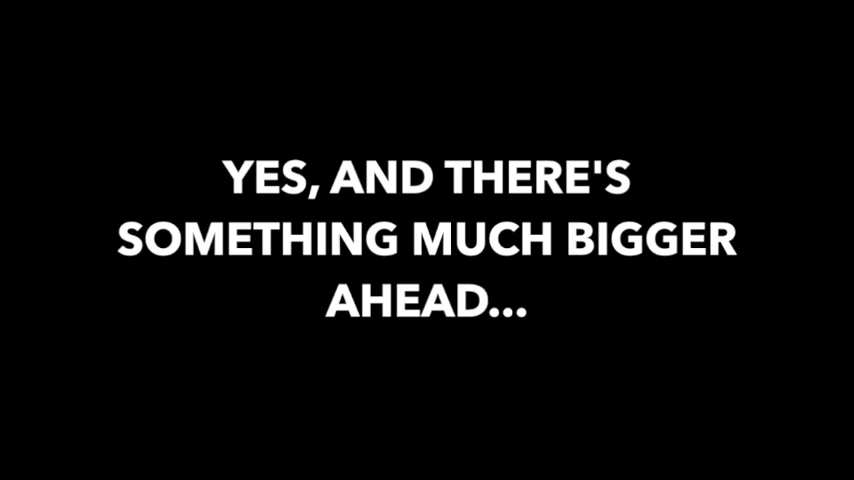 YES, AND THERE'S
SOMETHING MUCH BIGGER
AHEAD...